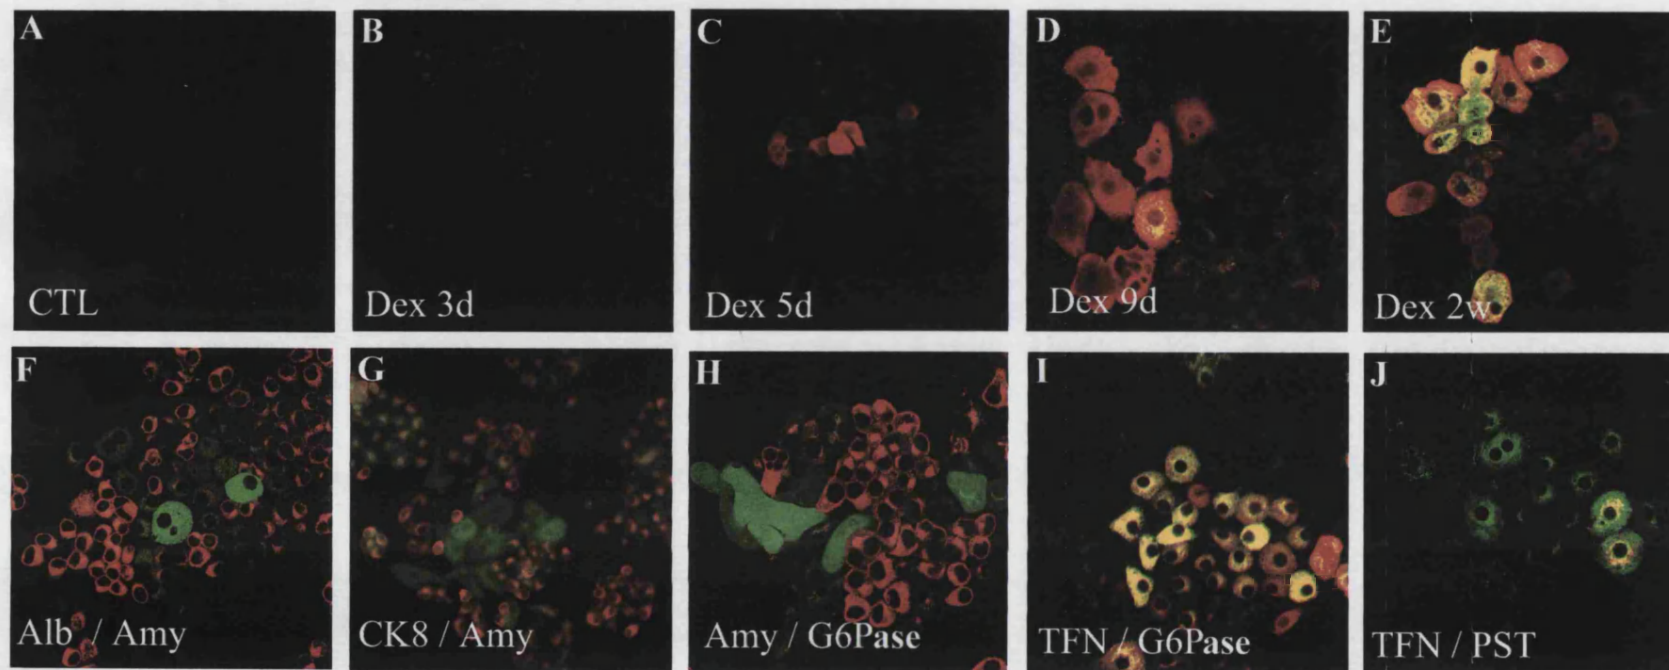 A
CTL
B
Dex 3d
C
Dex 5d
D
Dex 9d
E
Dex 2w
F
Alb / Amy
G
CK8 / Amy
H
Amy / G6Pase
I
TFN / G6Pase
J
TFN / PST